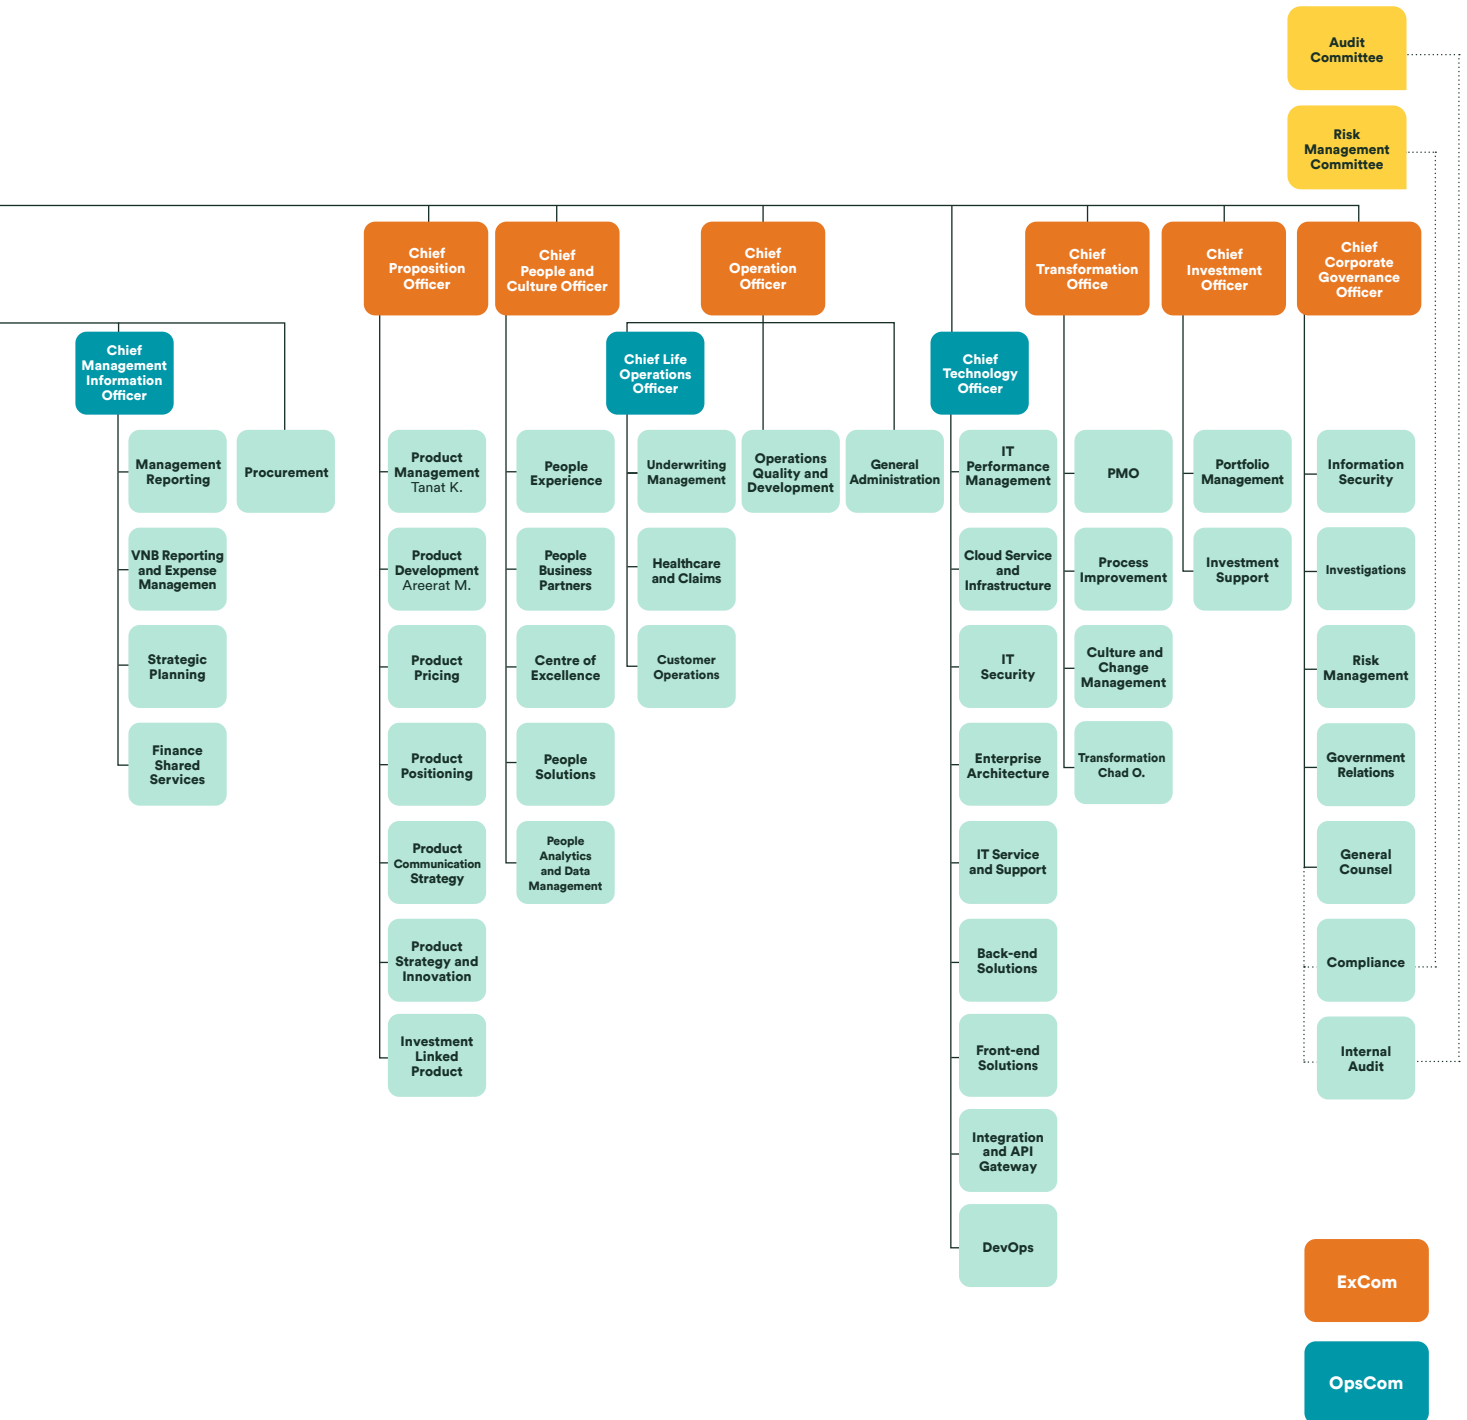 Audit
Committee
Risk
Management
Committee
Chief
Proposition
Officer
Chief
People and
Culture Officer
Chief
Operation
Officer
Chief
Transformation
Office
Chief
Investment
Officer
Chief
Corporate
Governance
Officer
Chief
Management
Information
Officer
Chief Life
Operations
Officer
Chief
Technology
Officer
Management
Reporting
Procurement
Product
Management
Tanat K.
People
Experience
Underwriting
Management
Operations
Quality and
Development
General
Administration
IT
Performance
Management
PMO
Portfolio
Management
Information
Security
VNB Reporting
and Expense
Managemen
Product
Development
Areerat M.
People
Business
Partners
Healthcare
and Claims
Cloud Service
and
Infrastructure
Process
Improvement
Investment
Support
Investigations
Strategic
Planning
Product
Pricing
Centre of
Excellence
Customer
Operations
IT
Security
Culture and
Change
Management
Risk
Management
Finance
Shared
Services
Product
Positioning
People
Solutions
Enterprise
Architecture
Transformation
Chad O.
Government
Relations
Product
Communication
Strategy
People
Analytics
and Data
Management
IT Service
and Support
General
Counsel
Product
Strategy and
Innovation
Back-end
Solutions
Compliance
Investment
Linked
Product
Front-end
Solutions
Internal
Audit
Integration
and API
Gateway
DevOps
ExCom
OpsCom